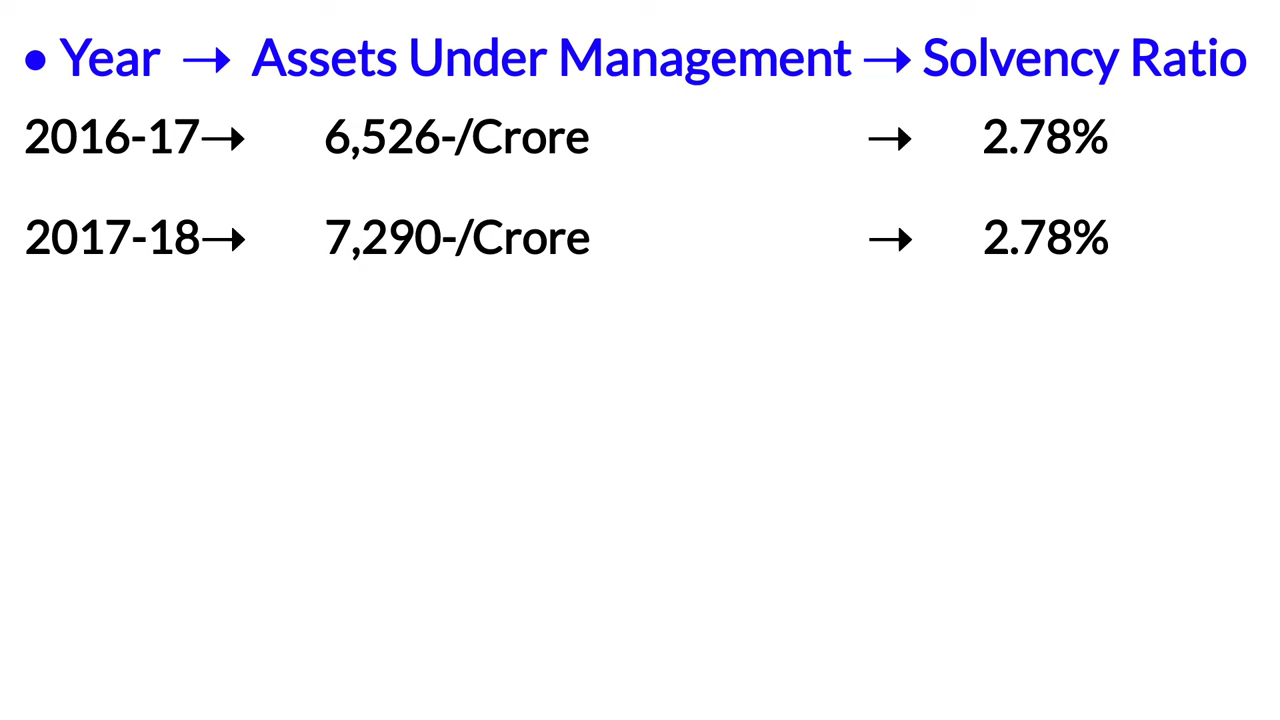 • Year → Assets Under Management → Solvency Ratio
2016-17→ 6,526-/Crore → 2.78%
2017-18→ 7,290-/Crore → 2.78%